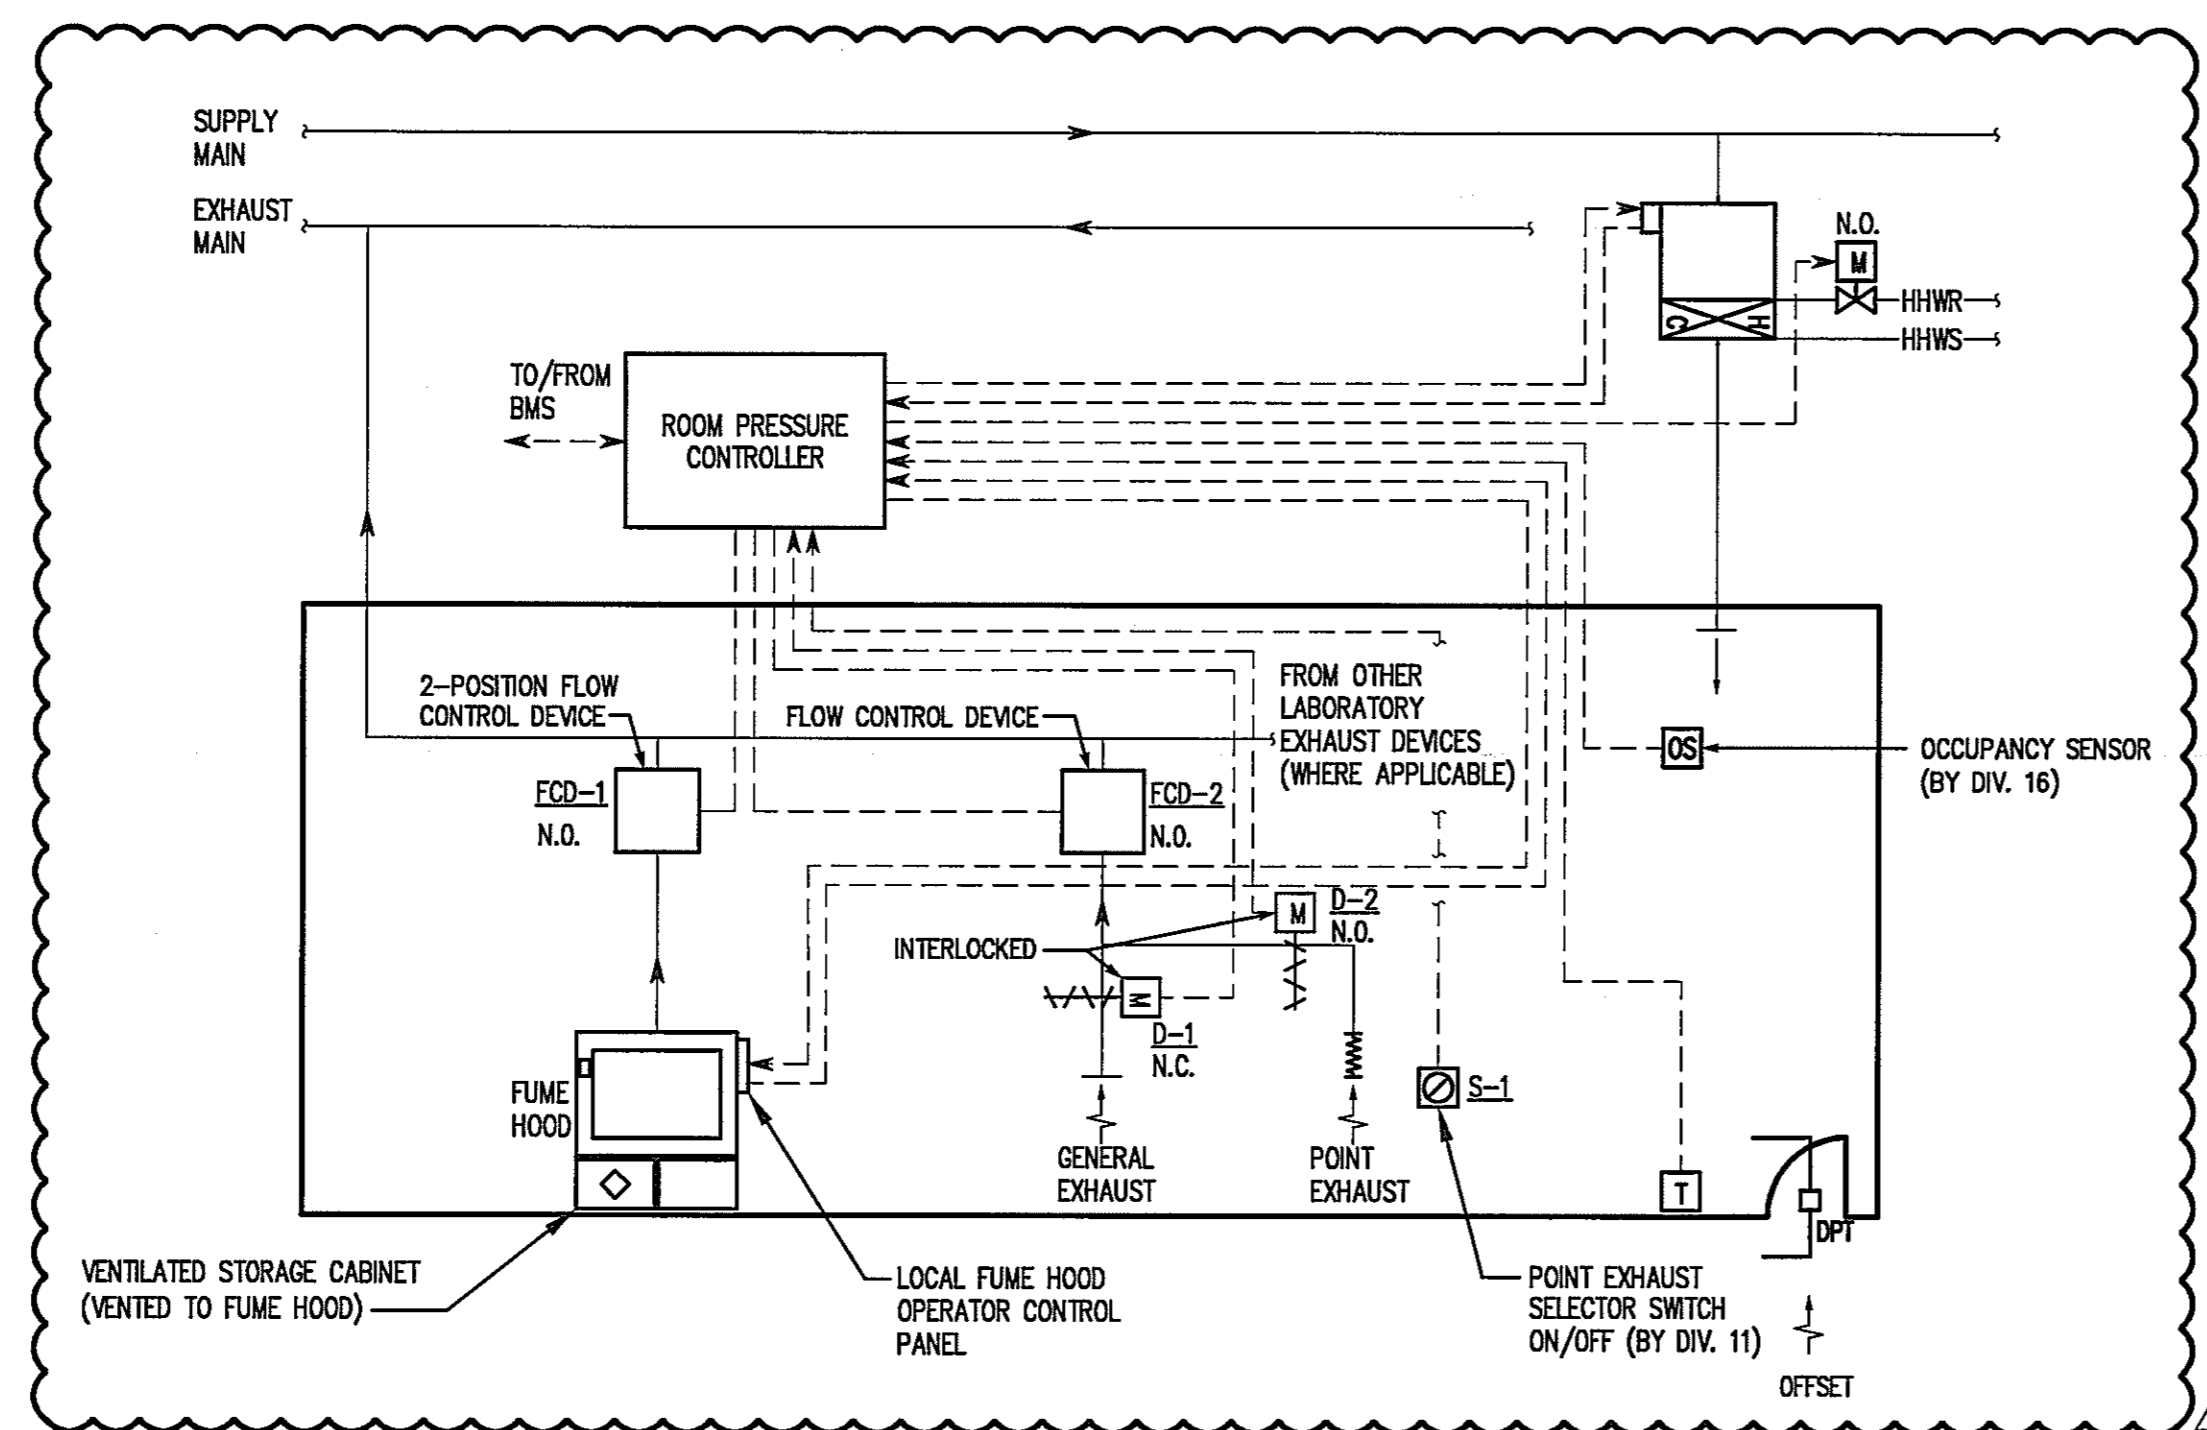 SUPPLY
MAIN
EXHAUST
MAIN
N.O.
M
HHWR
C H
HHWS
TO/FROM
BMS
ROOM PRESSURE
CONTROLLER
2-POSITION FLOW
CONTROL DEVICE
FLOW CONTROL DEVICE
FROM OTHER
LABORATORY
EXHAUST DEVICES
(WHERE APPLICABLE)
OS
OCCUPANCY SENSOR
(BY DIV. 16)
FCD-1
N.O.
FCD-2
N.O.
M
D-2
N.O.
INTERLOCKED
M
D-1
N.C.
FUME
HOOD
S-1
GENERAL
EXHAUST
POINT
EXHAUST
T
DPT
VENTILATED STORAGE CABINET
(VENTED TO FUME HOOD)
LOCAL FUME HOOD
OPERATOR CONTROL
PANEL
POINT EXHAUST
SELECTOR SWITCH
ON/OFF (BY DIV. 11)
OFFSET